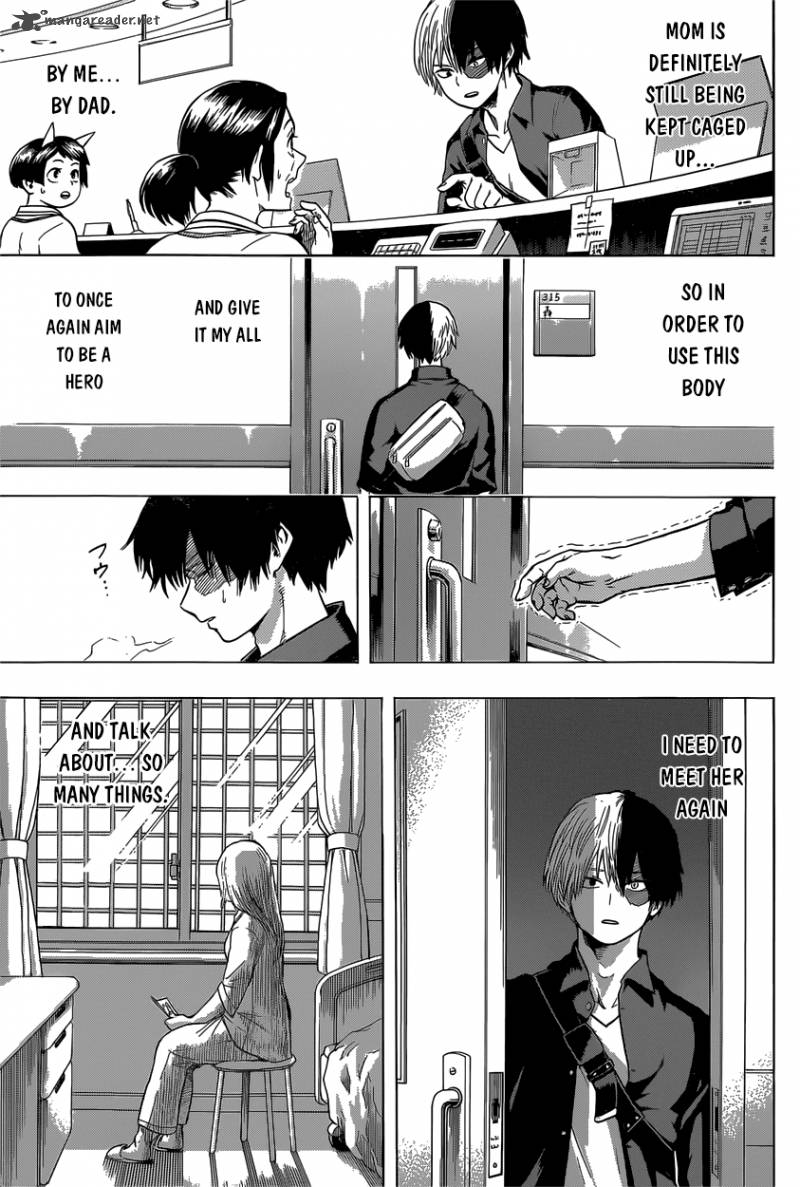 mangareader.net
MOM IS
DEFINITELY
STILL BEING
KEPT CAGED
UP...
BY ME...
BY DAD.
315
SO IN
ORDER TO
USE THIS
BODY
AND GIVE
IT MY ALL
TO ONCE
AGAIN AIM
TO BE A
HERO
フゥ...
I NEED TO
MEET HER
AGAIN
AND TALK
ABOUT... SO
MANY THINGS.